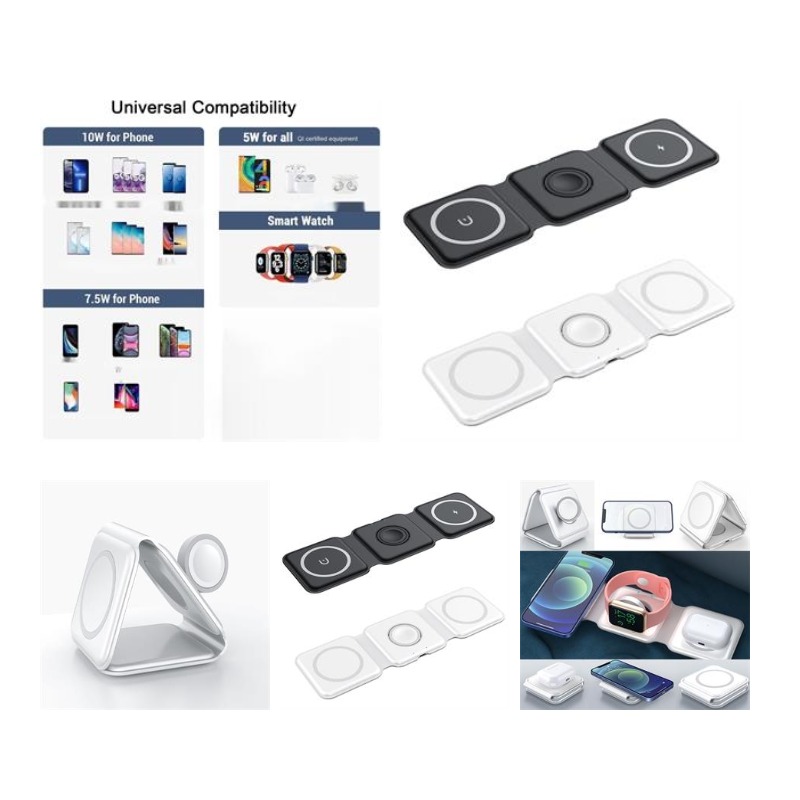 Universal Compatibility
10W for Phone
5W for all QI certified equipment
Smart Watch
7.5W for Phone